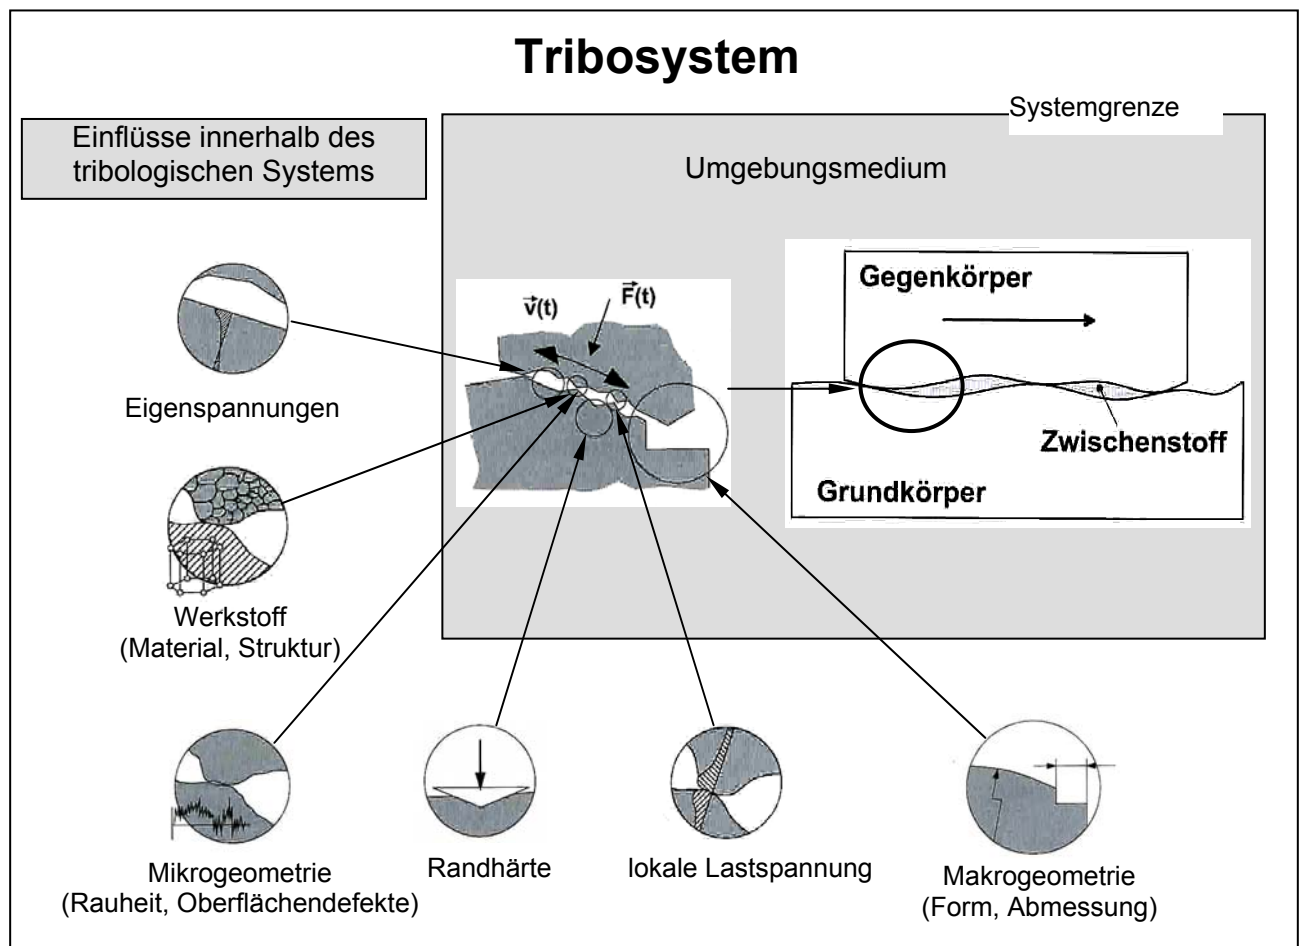 Tribosystem
Einflüsse innerhalb des
tribologischen Systems
Systemgrenze
Umgebungsmedium
v⃗(t)
F⃗(t)
Gegenkörper
Zwischenstoff
Grundkörper
Eigenspannungen
Werkstoff
(Material, Struktur)
Mikrogeometrie
(Rauheit, Oberflächendefekte)
Randhärte
lokale Lastspannung
Makrogeometrie
(Form, Abmessung)